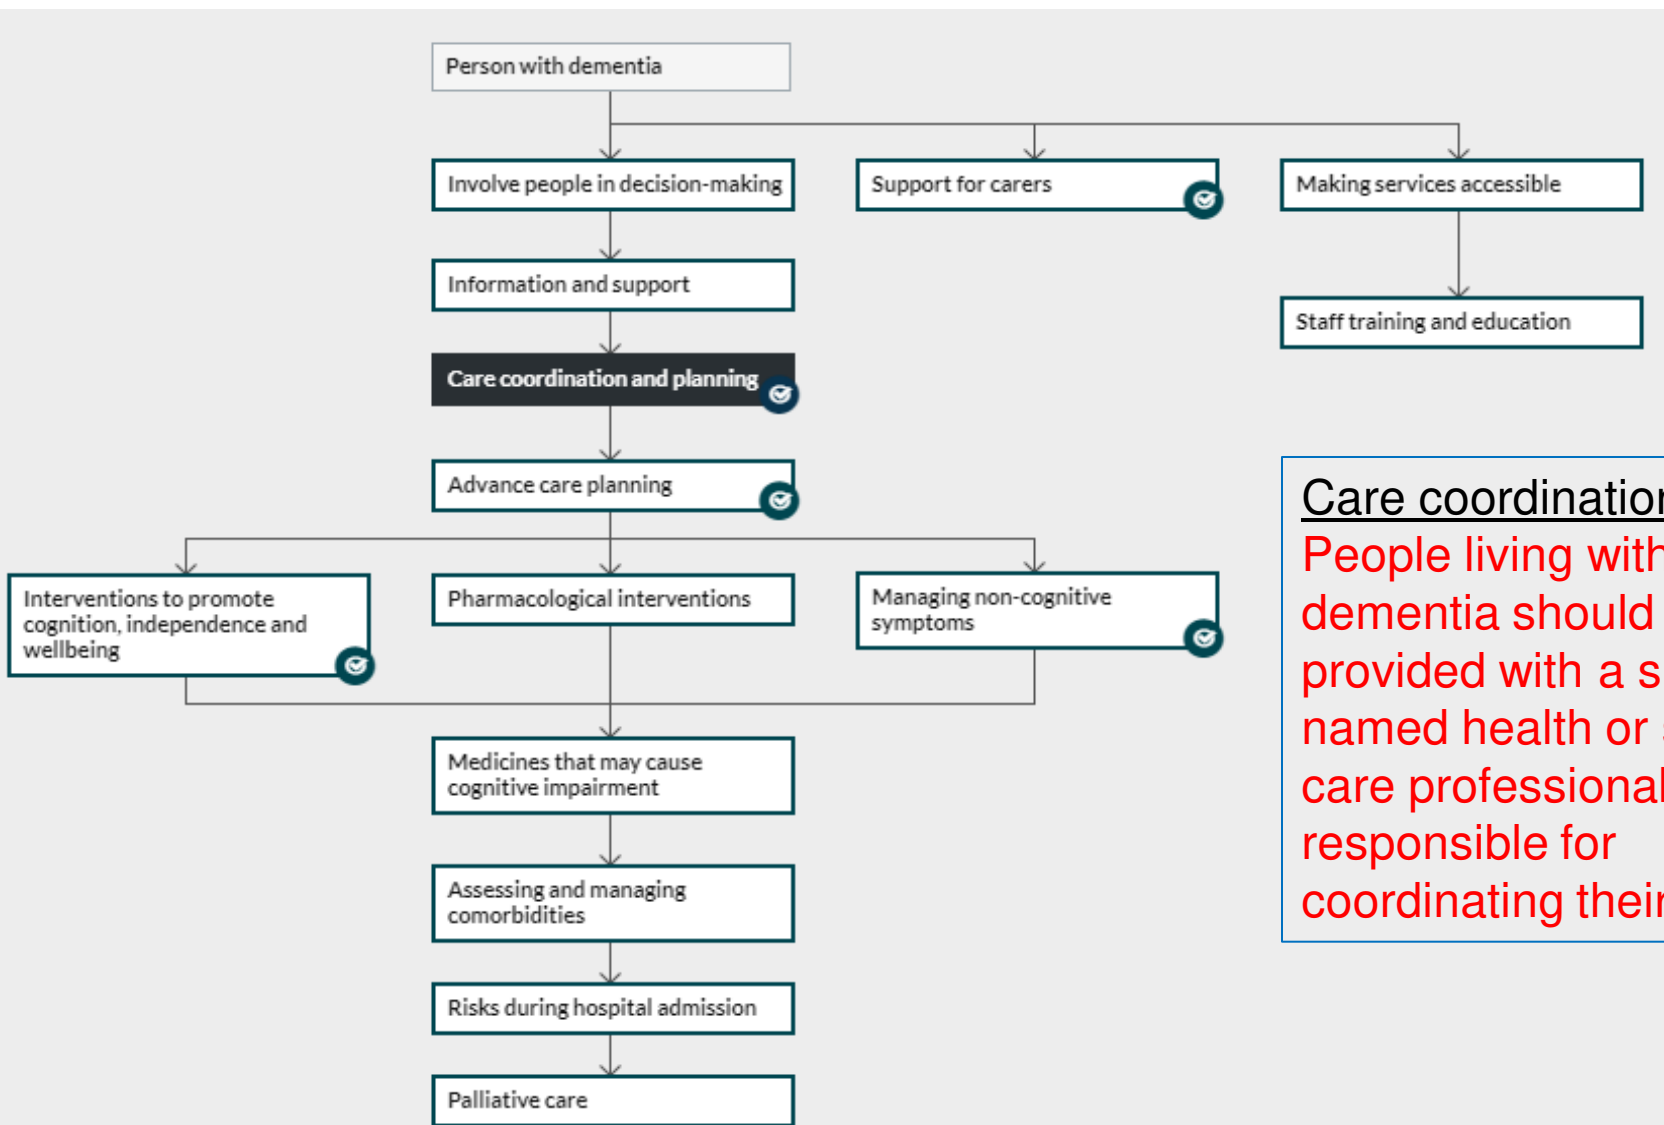 Person with dementia
Involve people in decision-making
Support for carers
Making services accessible
Information and support
Staff training and education
Care coordination and planning
Advance care planning
Interventions to promote
cognition, independence and
wellbeing
Pharmacological interventions
Managing non-cognitive
symptoms
Medicines that may cause
cognitive impairment
Assessing and managing
comorbidities
Risks during hospital admission
Palliative care
Care coordination
People living with
dementia should
provided with a
named health or
care professional
responsible for
coordinating their